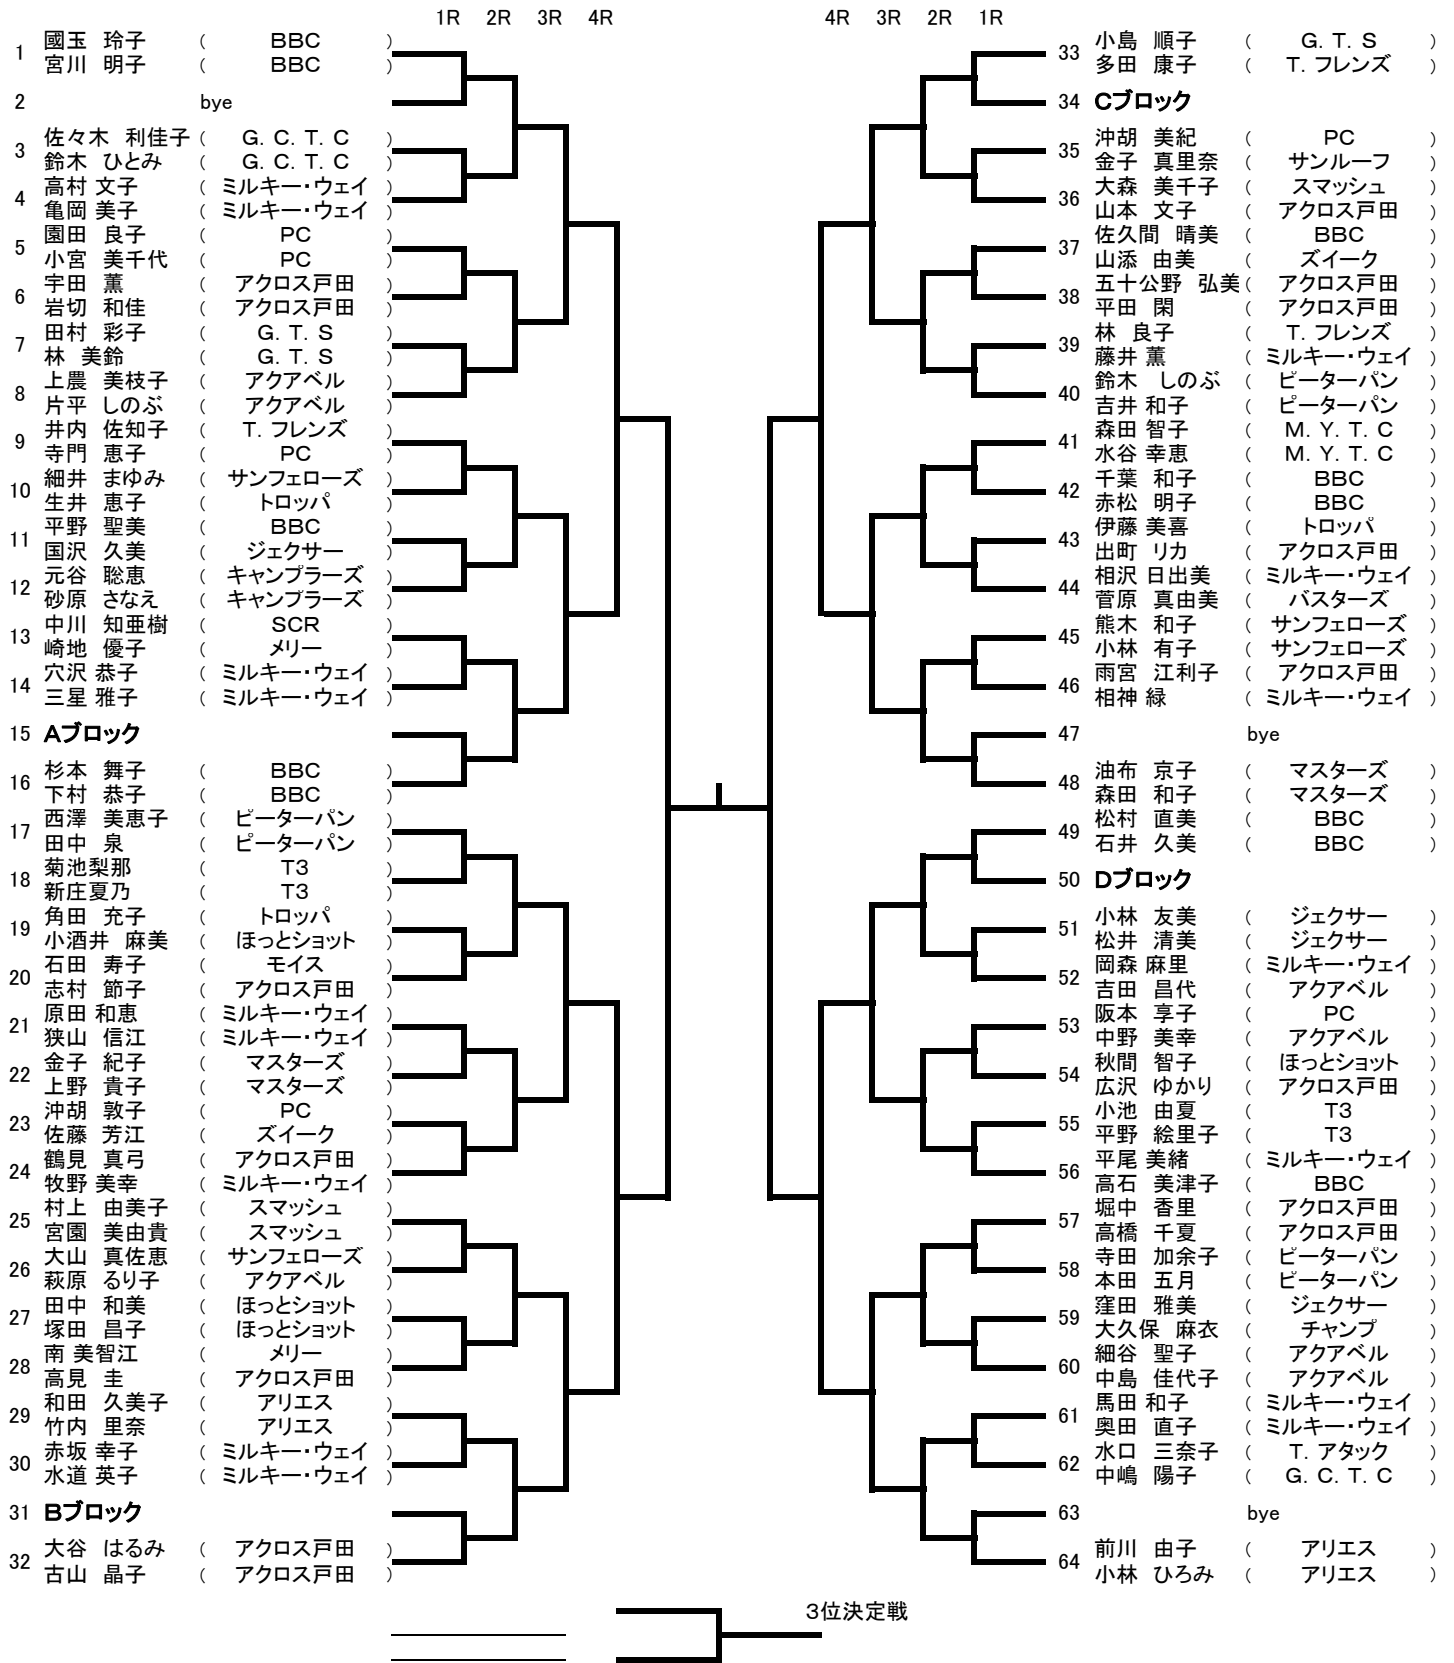 1R 2R 3R 4R 4R 3R 2R 1R
1 國玉 玲子 ( BBC )
宮川 明子 ( BBC )
2 bye
3 佐々木 利佳子 ( G. C. T. C )
鈴木 ひとみ ( G. C. T. C )
4 高村 文子 ( ミルキー・ウェイ )
亀岡 美子 ( ミルキー・ウェイ )
5 園田 良子 ( PC )
小宮 美千代 ( PC )
6 宇田 薫 ( アクロス戸田 )
岩切 和佳 ( アクロス戸田 )
7 田村 彩子 ( G. T. S )
林 美鈴 ( G. T. S )
8 上農 美枝子 ( アクアベル )
片平 しのぶ ( アクアベル )
9 井内 佐知子 ( T. フレンズ )
寺門 恵子 ( PC )
10 細井 まゆみ ( サンフェローズ )
生井 恵子 ( トロッパ )
11 平野 聖美 ( BBC )
国沢 久美 ( ジェクサー )
12 元谷 聡恵 ( キャンプラーズ )
砂原 さなえ ( キャンプラーズ )
13 中川 知亜樹 ( SCR )
崎地 優子 ( メリー )
14 穴沢 恭子 ( ミルキー・ウェイ )
三星 雅子 ( ミルキー・ウェイ )
15 Aブロック
16 杉本 舞子 ( BBC )
下村 恭子 ( BBC )
17 西澤 美恵子 ( ピーターパン )
田中 泉 ( ピーターパン )
18 菊池梨那 ( T3 )
新庄夏乃 ( T3 )
19 角田 充子 ( トロッパ )
小酒井 麻美 ( ほっとショット )
20 石田 寿子 ( モイス )
志村 節子 ( アクロス戸田 )
21 原田 和恵 ( ミルキー・ウェイ )
狭山 信江 ( ミルキー・ウェイ )
22 金子 紀子 ( マスターズ )
上野 貴子 ( マスターズ )
23 沖胡 敦子 ( PC )
佐藤 芳江 ( ズイーク )
24 鶴見 真弓 ( アクロス戸田 )
牧野 美幸 ( ミルキー・ウェイ )
25 村上 由美子 ( スマッシュ )
宮園 美由貴 ( スマッシュ )
26 大山 真佐恵 ( サンフェローズ )
萩原 るり子 ( アクアベル )
27 田中 和美 ( ほっとショット )
塚田 昌子 ( ほっとショット )
28 南 美智江 ( メリー )
高見 圭 ( アクロス戸田 )
29 和田 久美子 ( アリエス )
竹内 里奈 ( アリエス )
30 赤坂 幸子 ( ミルキー・ウェイ )
水道 英子 ( ミルキー・ウェイ )
31 Bブロック
32 大谷 はるみ ( アクロス戸田 )
古山 晶子 ( アクロス戸田 )
33 小島 順子 ( G. T. S )
多田 康子 ( T. フレンズ )
34 Cブロック
35 沖胡 美紀 ( PC )
金子 真里奈 ( サンルーフ )
36 大森 美千子 ( スマッシュ )
山本 文子 ( アクロス戸田 )
37 佐久間 晴美 ( BBC )
山添 由美 ( ズイーク )
38 五十公野 弘美 ( アクロス戸田 )
平田 閑 ( アクロス戸田 )
39 林 良子 ( T. フレンズ )
藤井 薫 ( ミルキー・ウェイ )
40 鈴木 しのぶ ( ピーターパン )
吉井 和子 ( ピーターパン )
41 森田 智子 ( M. Y. T. C )
水谷 幸恵 ( M. Y. T. C )
42 千葉 和子 ( BBC )
赤松 明子 ( BBC )
43 伊藤 美喜 ( トロッパ )
出町 リカ ( アクロス戸田 )
44 相沢 日出美 ( ミルキー・ウェイ )
菅原 真由美 ( バスターズ )
45 熊木 和子 ( サンフェローズ )
小林 有子 ( サンフェローズ )
46 雨宮 江利子 ( アクロス戸田 )
相神 緑 ( ミルキー・ウェイ )
47 bye
48 油布 京子 ( マスターズ )
森田 和子 ( マスターズ )
49 松村 直美 ( BBC )
石井 久美 ( BBC )
50 Dブロック
51 小林 友美 ( ジェクサー )
松井 清美 ( ジェクサー )
52 岡森 麻里 ( ミルキー・ウェイ )
吉田 昌代 ( アクアベル )
53 阪本 享子 ( PC )
中野 美幸 ( アクアベル )
54 秋間 智子 ( ほっとショット )
広沢 ゆかり ( アクロス戸田 )
55 小池 由夏 ( T3 )
平野 絵里子 ( T3 )
56 平尾 美緒 ( ミルキー・ウェイ )
高石 美津子 ( BBC )
57 堀中 香里 ( アクロス戸田 )
高橋 千夏 ( アクロス戸田 )
58 寺田 加余子 ( ピーターパン )
本田 五月 ( ピーターパン )
59 窪田 雅美 ( ジェクサー )
大久保 麻衣 ( チャンプ )
60 細谷 聖子 ( アクアベル )
中島 佳代子 ( アクアベル )
61 馬田 和子 ( ミルキー・ウェイ )
奥田 直子 ( ミルキー・ウェイ )
62 水口 三奈子 ( T. アタック )
中嶋 陽子 ( G. C. T. C )
63 bye
64 前川 由子 ( アリエス )
小林 ひろみ ( アリエス )
3位決定戦